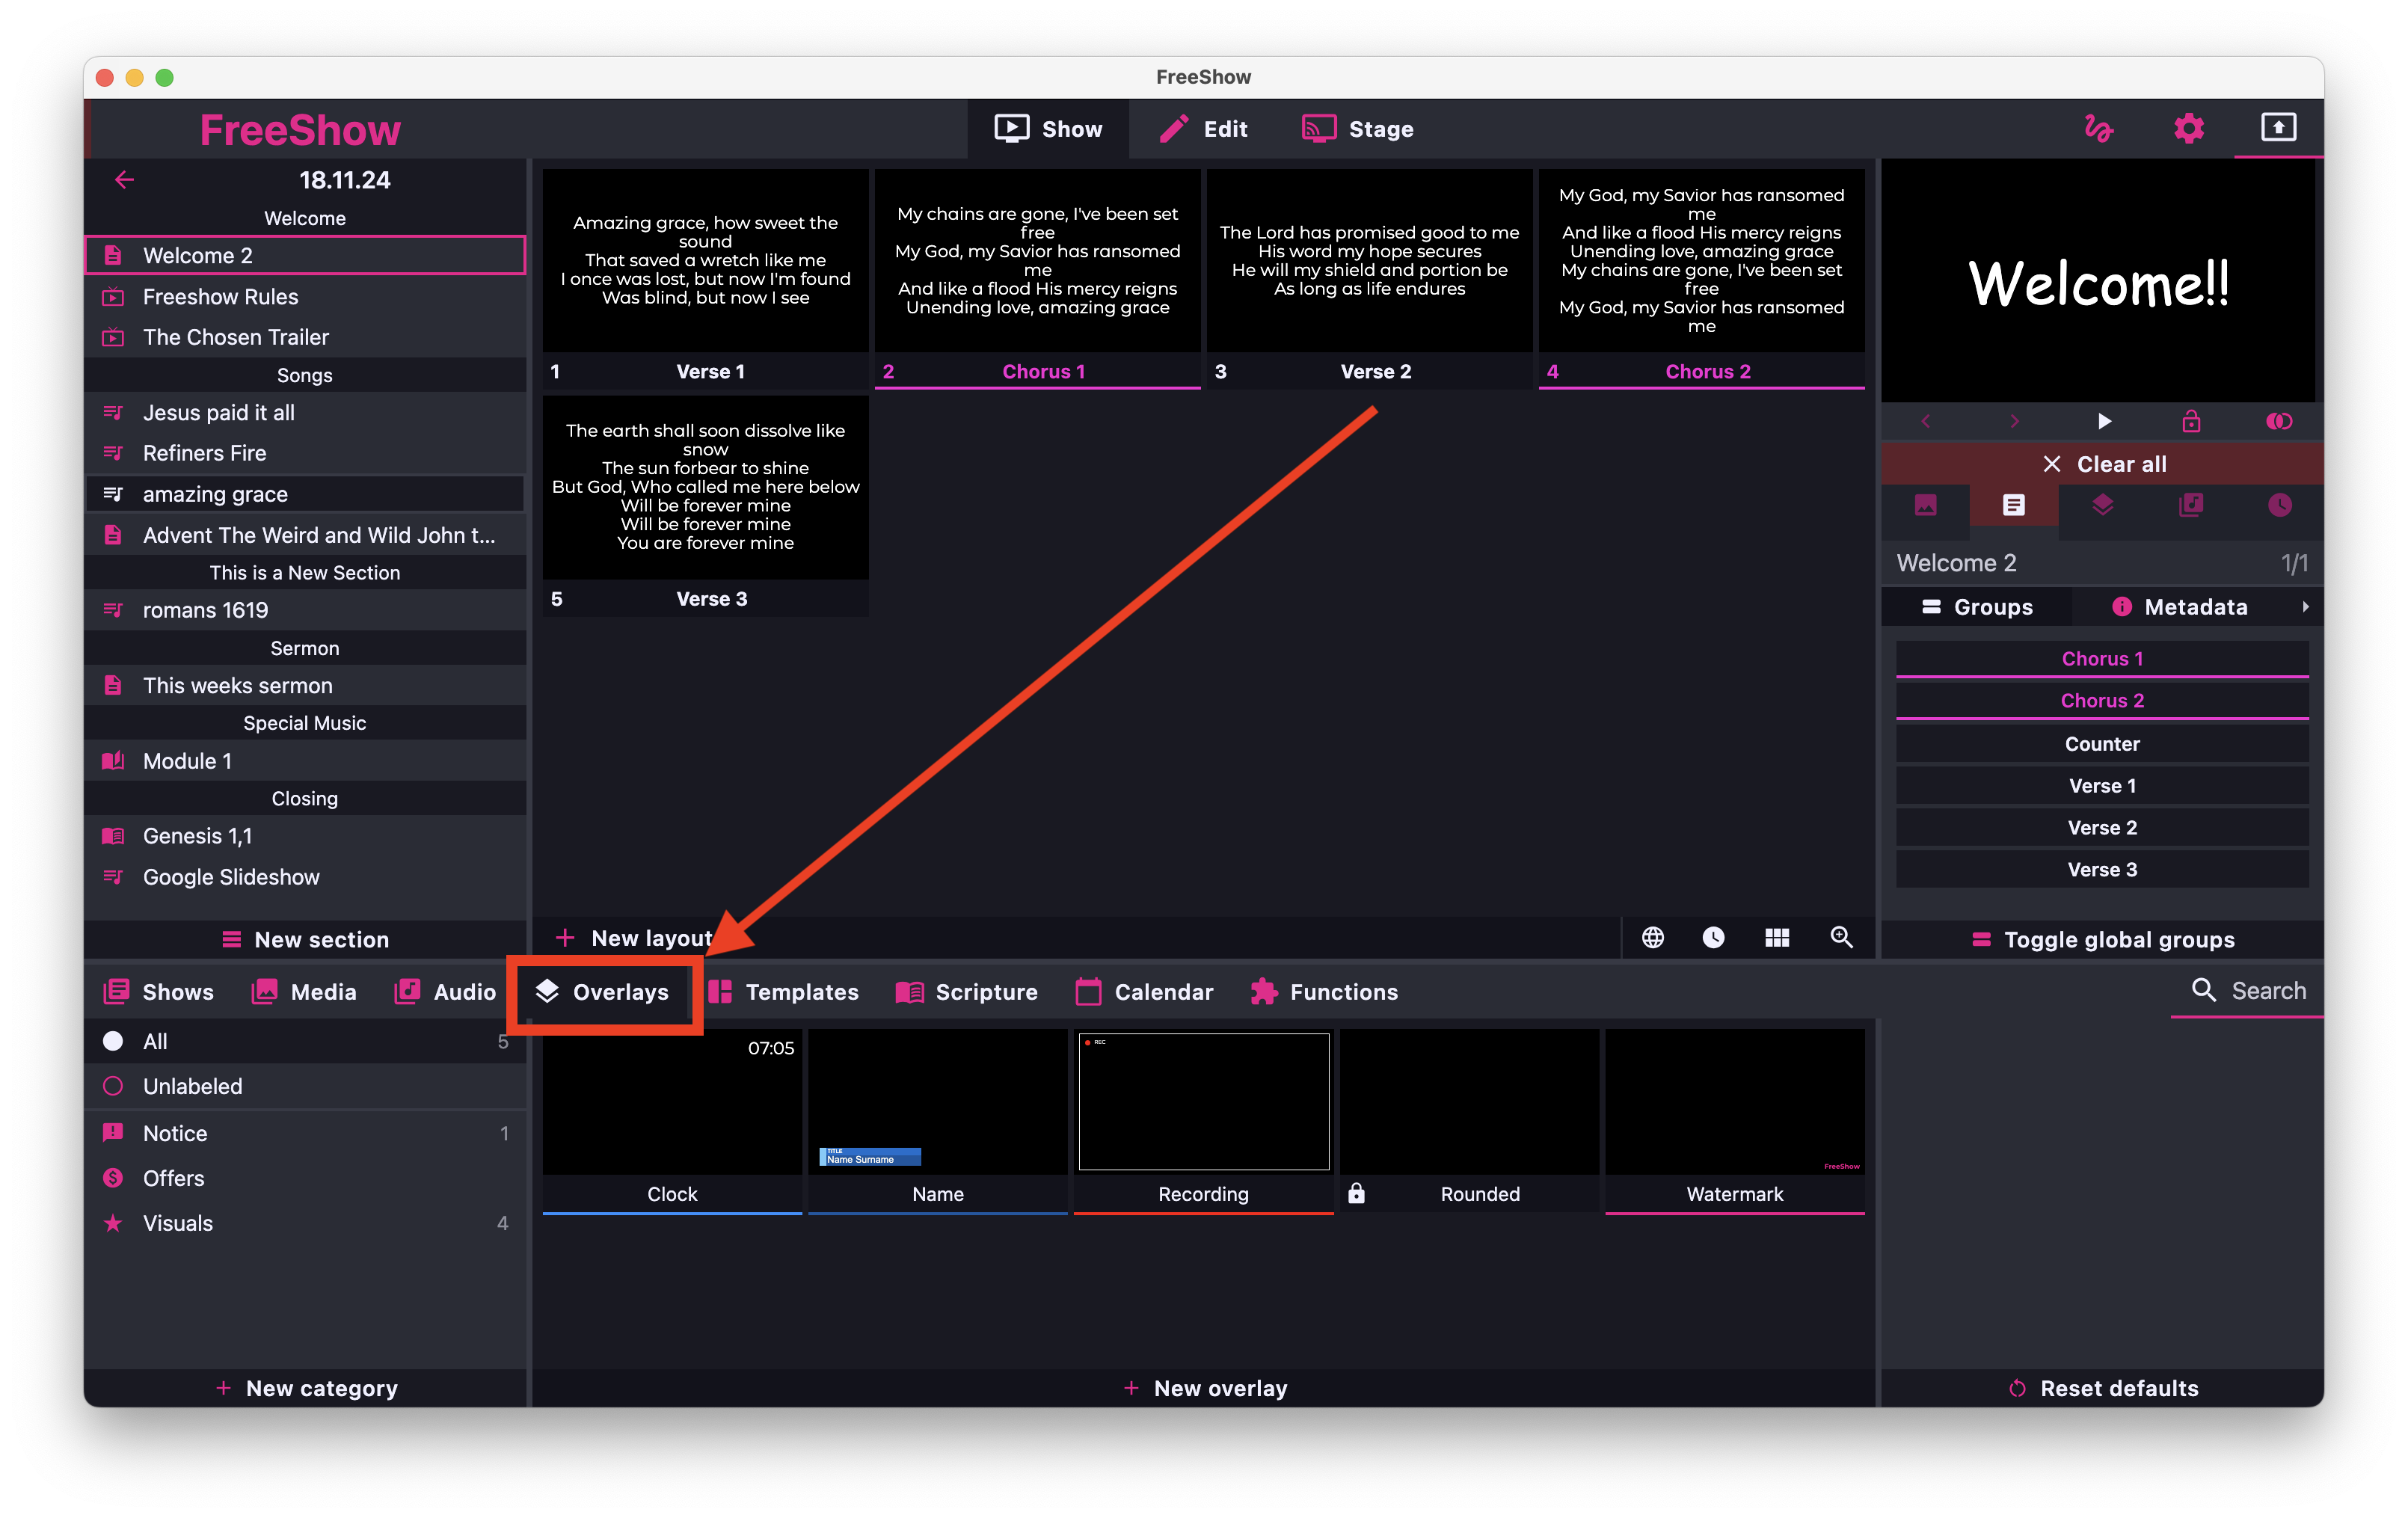 FreeShow
FreeShow
Show
Edit
Stage
18.11.24
Welcome
Welcome 2
Freeshow Rules
The Chosen Trailer
Songs
Jesus paid it all
Refiners Fire
amazing grace
Advent The Weird and Wild John t...
This is a New Section
romans 1619
Sermon
This weeks sermon
Special Music
Module 1
Closing
Genesis 1,1
Google Slideshow
New section
Amazing grace, how sweet the
sound
That saved a wretch like me
I once was lost, but now I'm found
Was blind, but now I see
1 Verse 1
My chains are gone, I've been set
free
My God, my Savior has ransomed
me
And like a flood His mercy reigns
Unending love, amazing grace
2 Chorus 1
The Lord has promised good to me
His word my hope secures
He will my shield and portion be
As long as life endures
3 Verse 2
My God, my Savior has ransomed
me
And like a flood His mercy reigns
Unending love, amazing grace
My chains are gone, I've been set
free
My God, my Savior has ransomed
me
4 Chorus 2
The earth shall soon dissolve like
snow
The sun forbear to shine
But God, Who called me here below
Will be forever mine
Will be forever mine
You are forever mine
5 Verse 3
New layout
Welcome!!
Clear all
Welcome 2 1/1
Groups
Metadata
Chorus 1
Chorus 2
Counter
Verse 1
Verse 2
Verse 3
Toggle global groups
Shows
Media
Audio
Overlays
Templates
Scripture
Calendar
Functions
Search
All 5
Unlabeled
Notice 1
Offers
Visuals 4
New category
07:05
Clock
TITLE
Name Surname
Name
REC
Recording
Rounded
FreeShow
Watermark
New overlay
Reset defaults